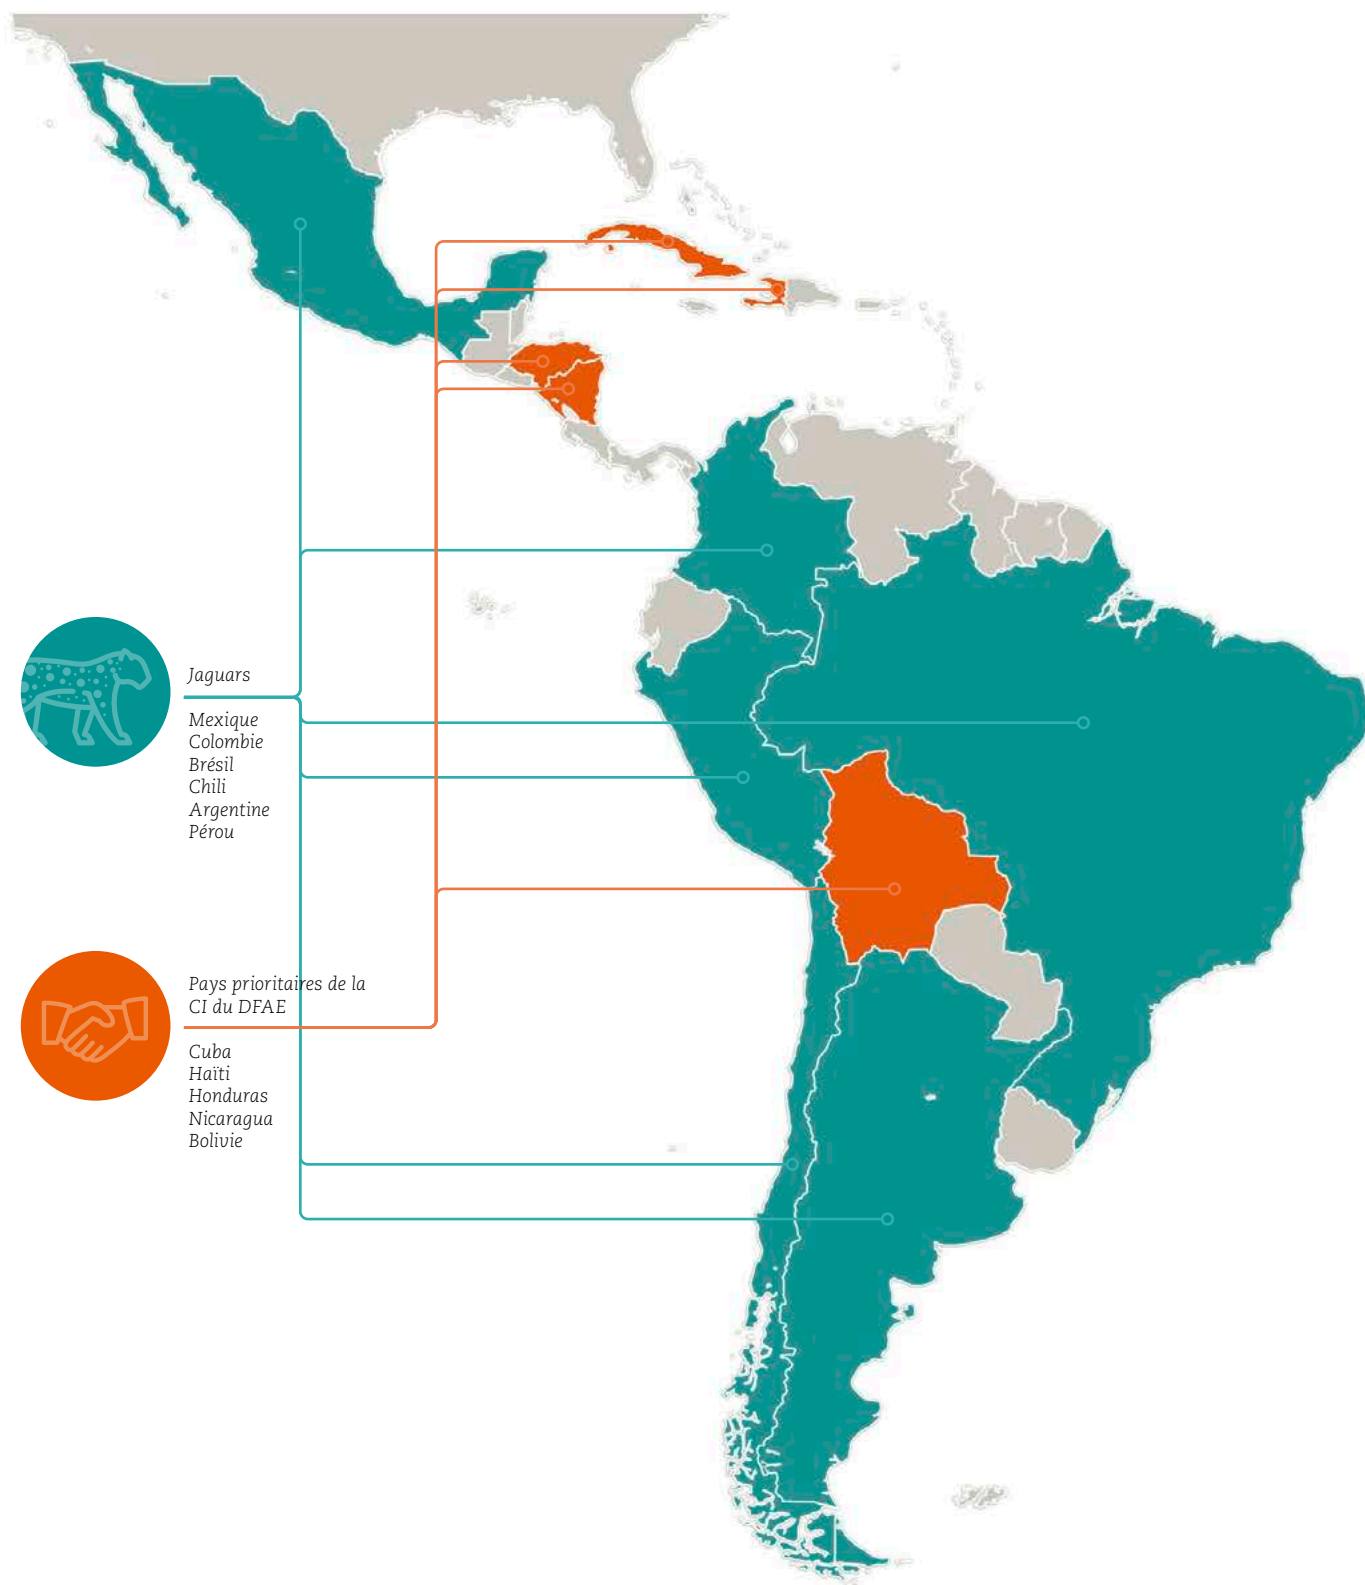 Jaguars
Mexique
Colombie
Brésil
Chili
Argentine
Pérou
Pays prioritaires de la
CI du DFAE
Cuba
Haïti
Honduras
Nicaragua
Bolivie